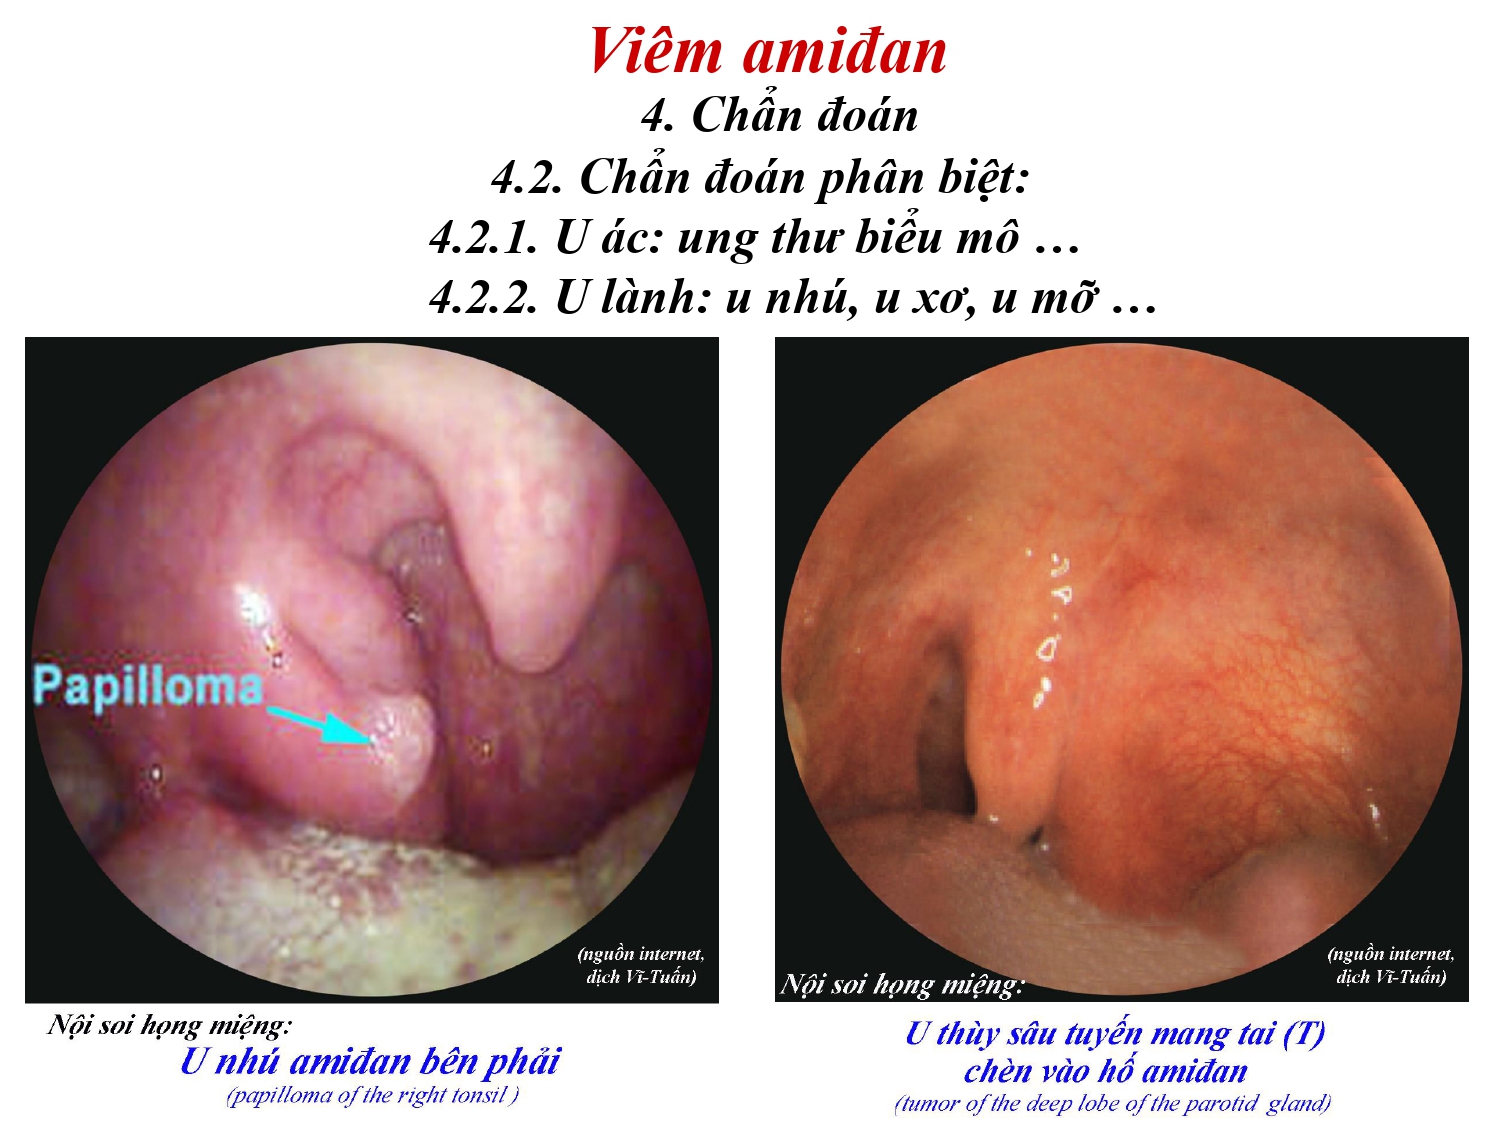 Viêm amiđan
4. Chẩn đoán
4.2. Chẩn đoán phân biệt:
4.2.1. U ác: ung thư biểu mô …
4.2.2. U lành: u nhú, u xơ, u mỡ …
Papilloma
(nguồn internet,
dịch Vĩ-Tuấn)
Nội soi họng miệng:
U nhú amiđan bên phải
(papilloma of the right tonsil )
(nguồn internet,
dịch Vĩ-Tuấn)
Nội soi họng miệng:
U thùy sâu tuyến mang tai (T)
chèn vào hố amiđan
(tumor of the deep lobe of the parotid gland)